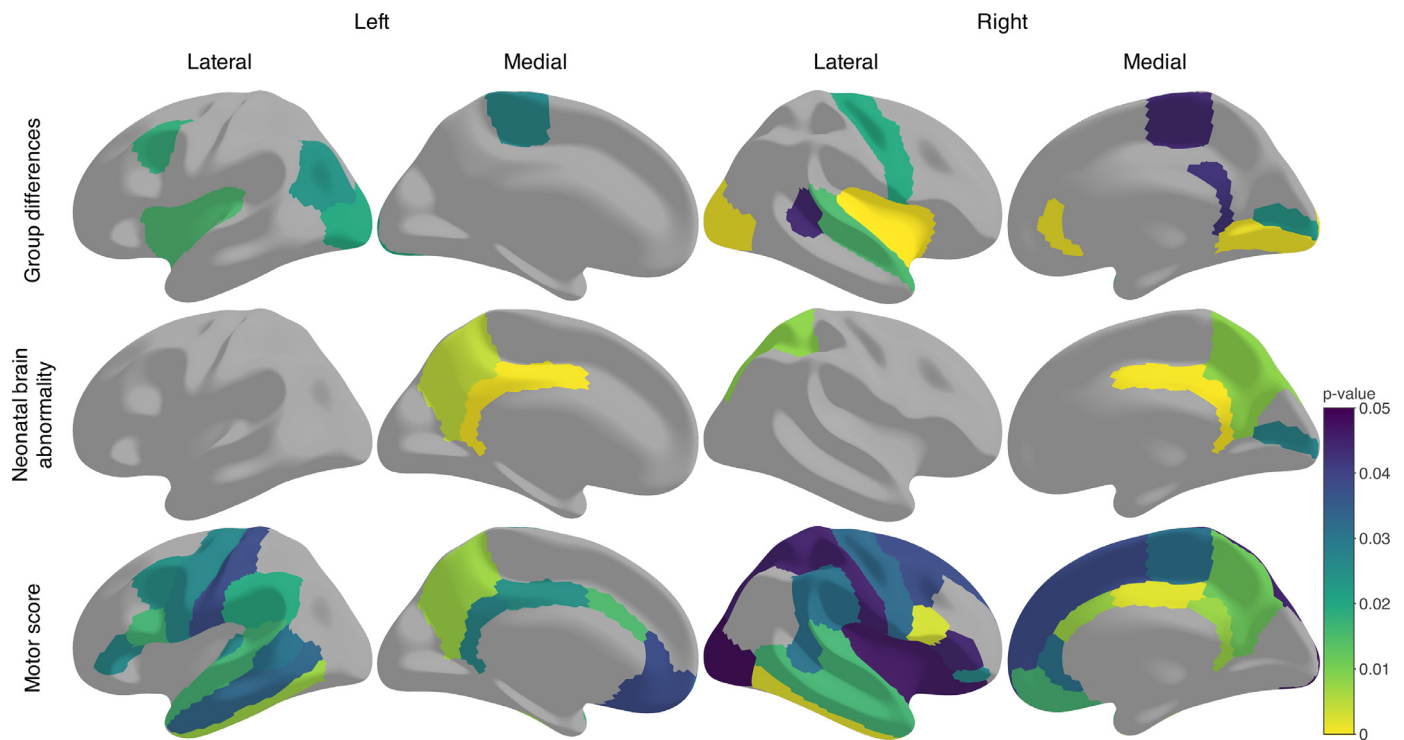 Left
Right
Lateral
Medial
Lateral
Medial
Group differences
Neonatal brain
abnormality
Motor score
p-value
0.05
0.04
0.03
0.02
0.01
0